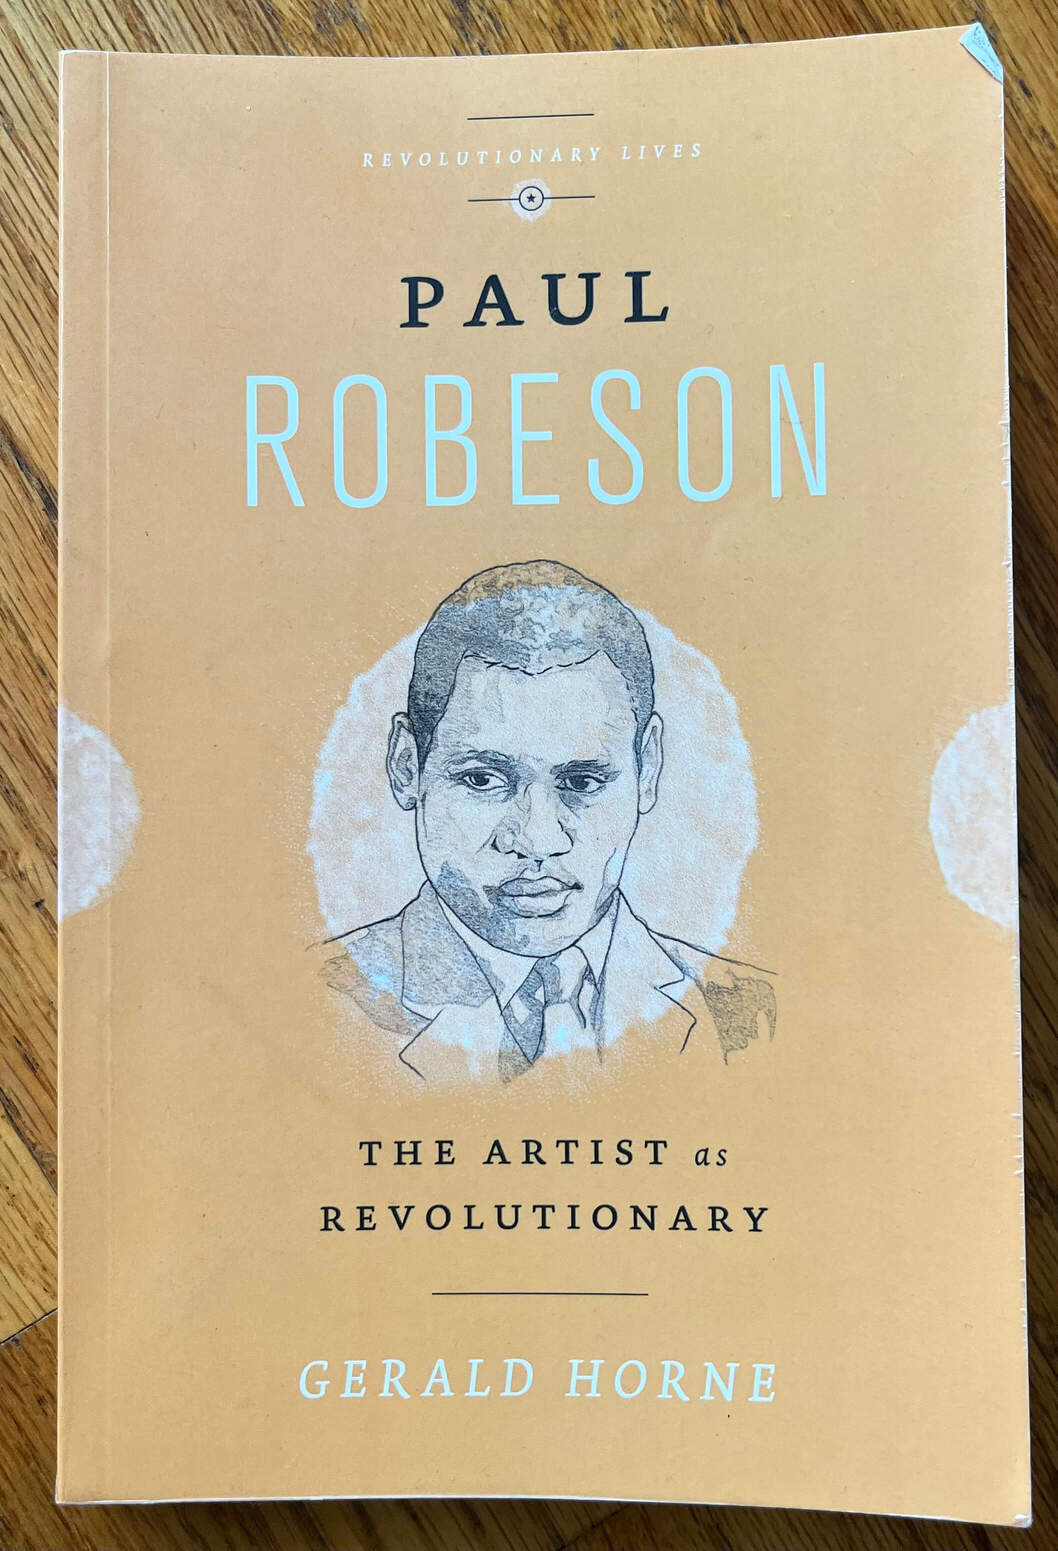 REVOLUTIONARY LIVES
PAUL
ROBESON
THE ARTIST as
REVOLUTIONARY
GERALD HORNE